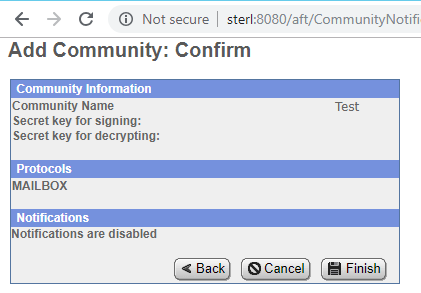 Not secure | sterl:8080/aft/CommunityNotifi
Add Community: Confirm
Community Information
Community Name Test
Secret key for signing:
Secret key for decrypting:
Protocols
MAILBOX
Notifications
Notifications are disabled
Back Cancel Finish